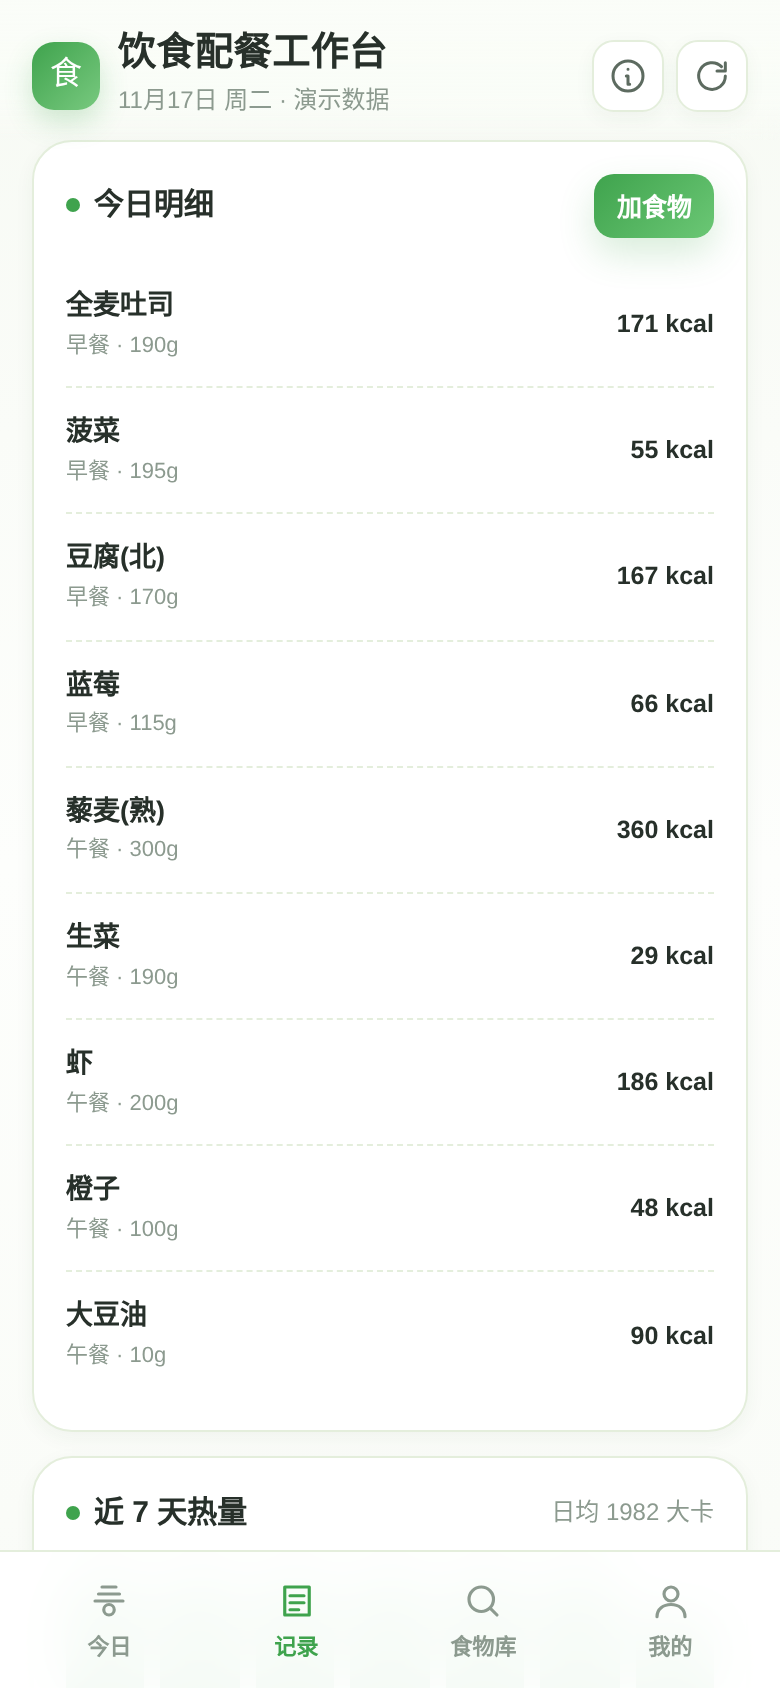 食
饮食配餐工作台
11月17日 周二 · 演示数据
今日明细
加食物
全麦吐司
早餐 · 190g
171 kcal
菠菜
早餐 · 195g
55 kcal
豆腐(北)
早餐 · 170g
167 kcal
蓝莓
早餐 · 115g
66 kcal
藜麦(熟)
午餐 · 300g
360 kcal
生菜
午餐 · 190g
29 kcal
虾
午餐 · 200g
186 kcal
橙子
午餐 · 100g
48 kcal
大豆油
午餐 · 10g
90 kcal
近 7 天热量
日均 1982 大卡
今日
记录
食物库
我的